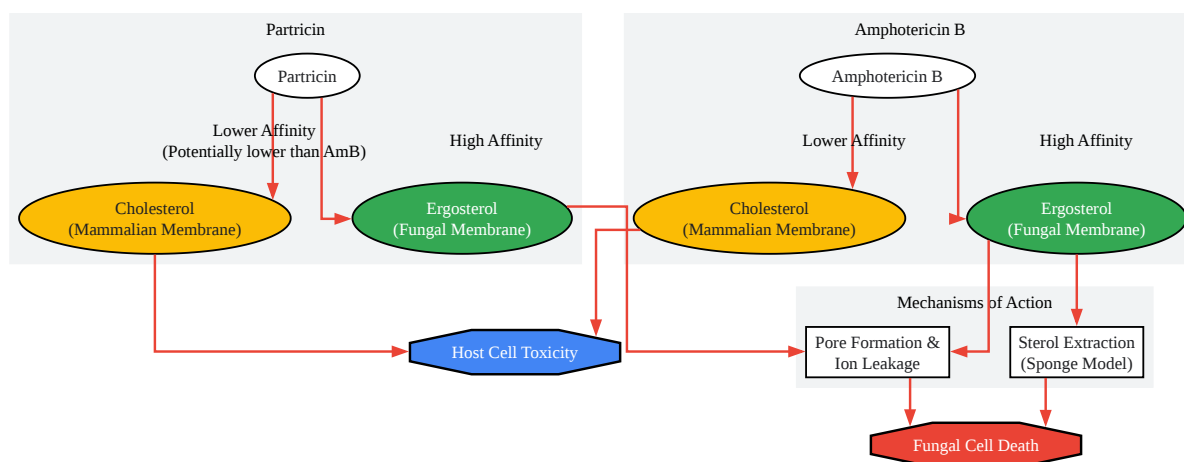 Partricin
Amphotericin B
Partricin
Amphotericin B
Lower Affinity
(Potentially lower than AmB)
High Affinity
Lower Affinity
High Affinity
Cholesterol
(Mammalian Membrane)
Ergosterol
(Fungal Membrane)
Cholesterol
(Mammalian Membrane)
Ergosterol
(Fungal Membrane)
Mechanisms of Action
Host Cell Toxicity
Pore Formation &
Ion Leakage
Sterol Extraction
(Sponge Model)
Fungal Cell Death